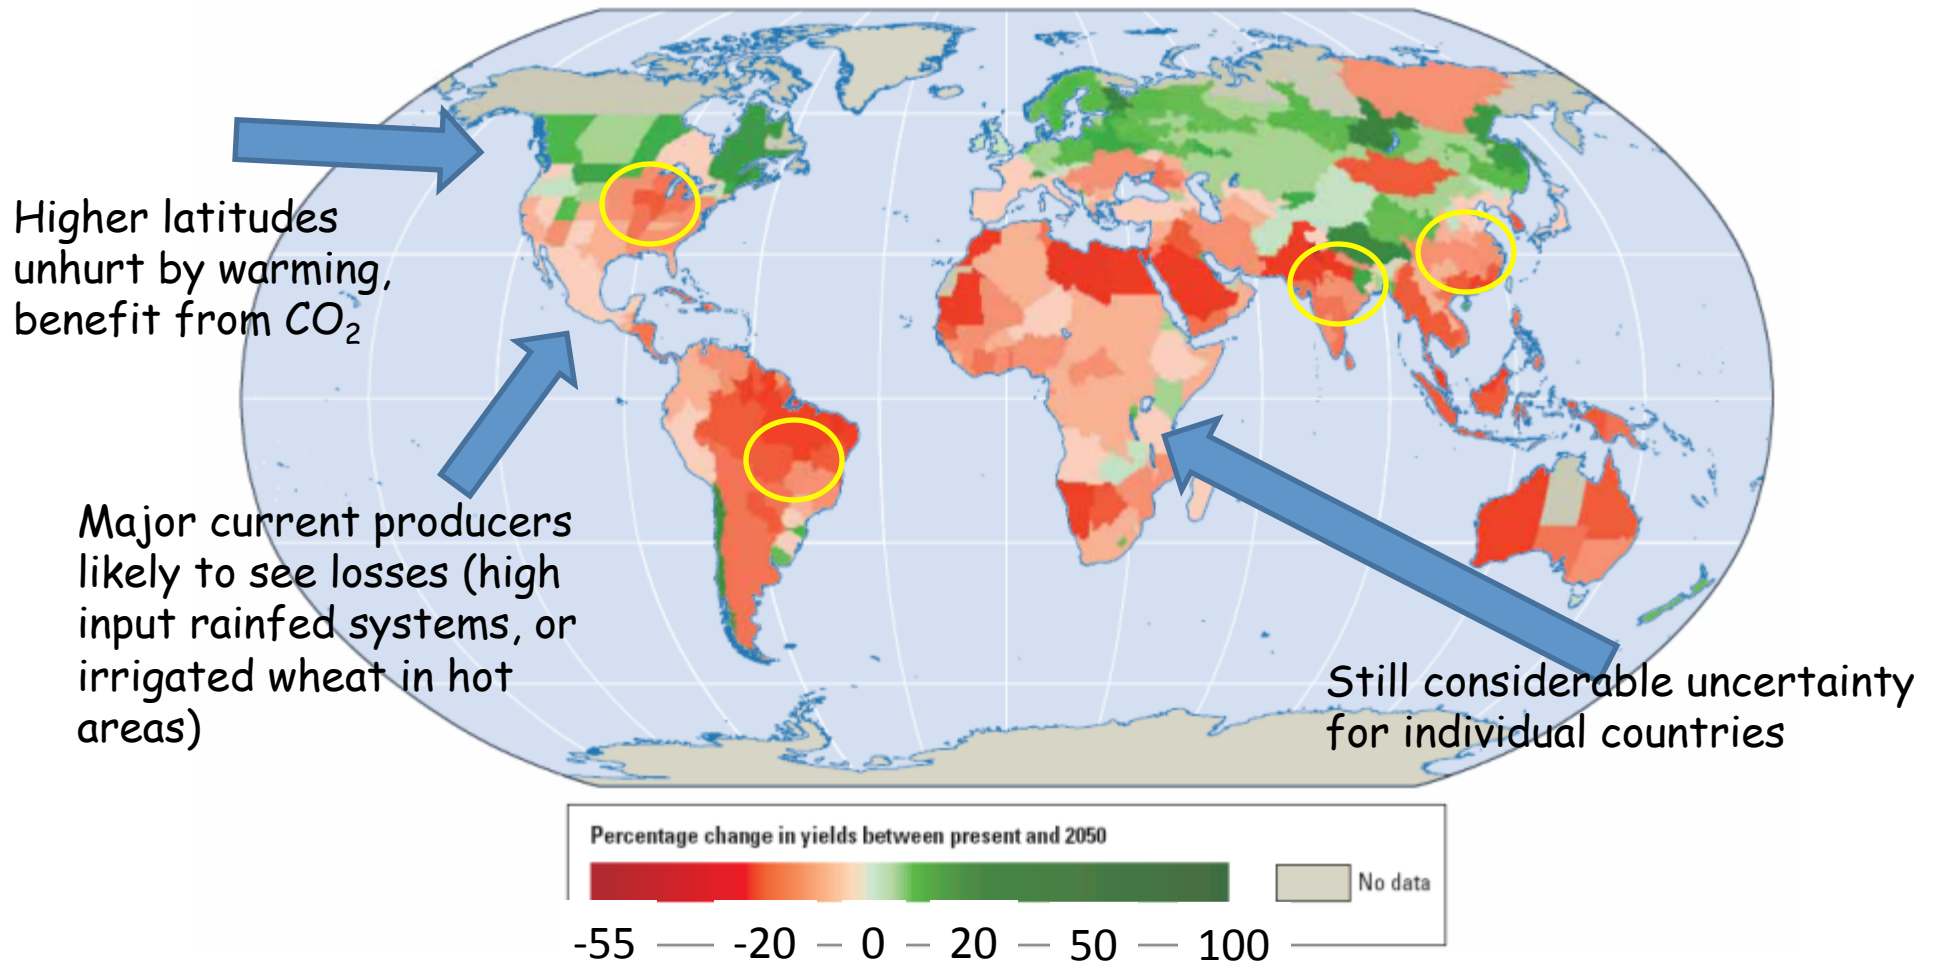 Higher latitudes
unhurt by warming,
benefit from CO₂
Major current producers
likely to see losses (high
input rainfed systems, or
irrigated wheat in hot
areas)
Still considerable uncertainty
for individual countries
Percentage change in yields between present and 2050
No data
-55 — -20 — 0 — 20 — 50 — 100 —